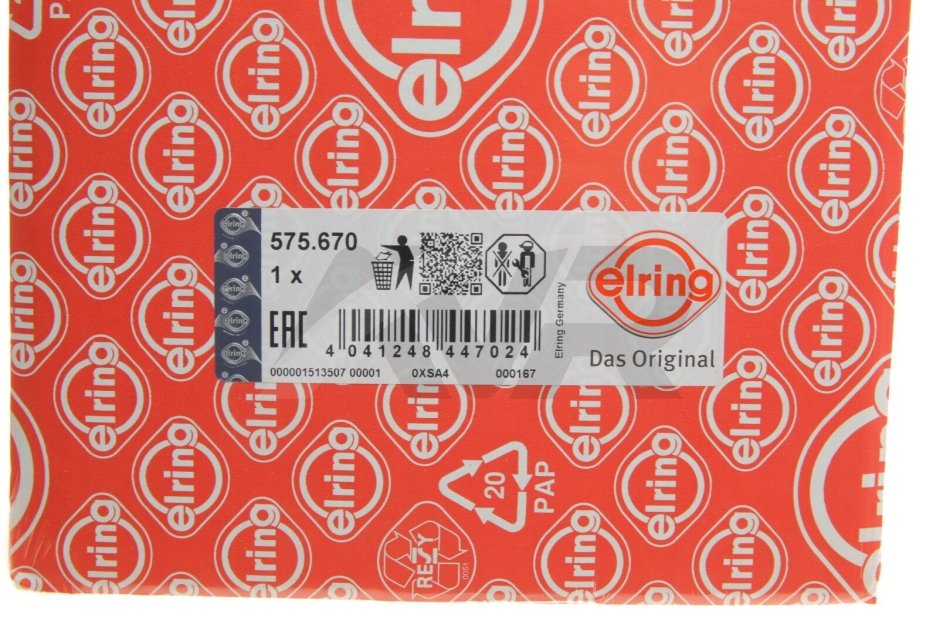 575.670
1 x
EAC
4 041248 447024
000001513507 00001 0XSA4 000167
Elring Germany
elring
Das Original
20
PAP
RESY
0051